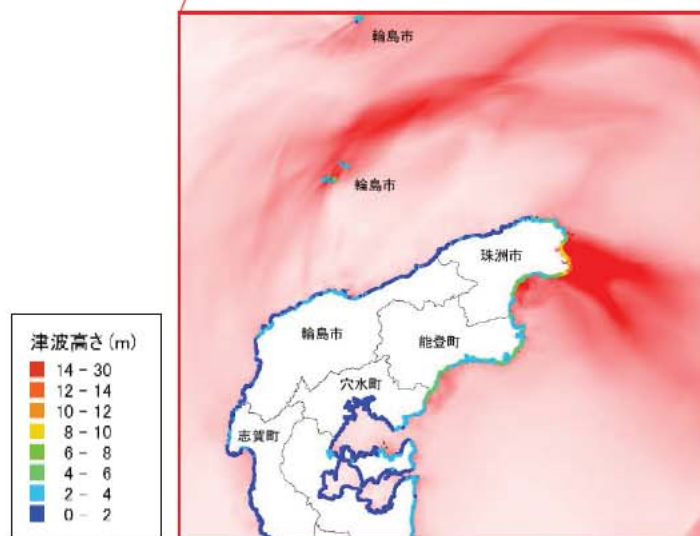 輪島市
輪島市
珠洲市
輪島市
能登町
穴水町
志賀町
津波高さ(m)
14 - 30
12 - 14
10 - 12
8 - 10
6 - 8
4 - 6
2 - 4
0 - 2